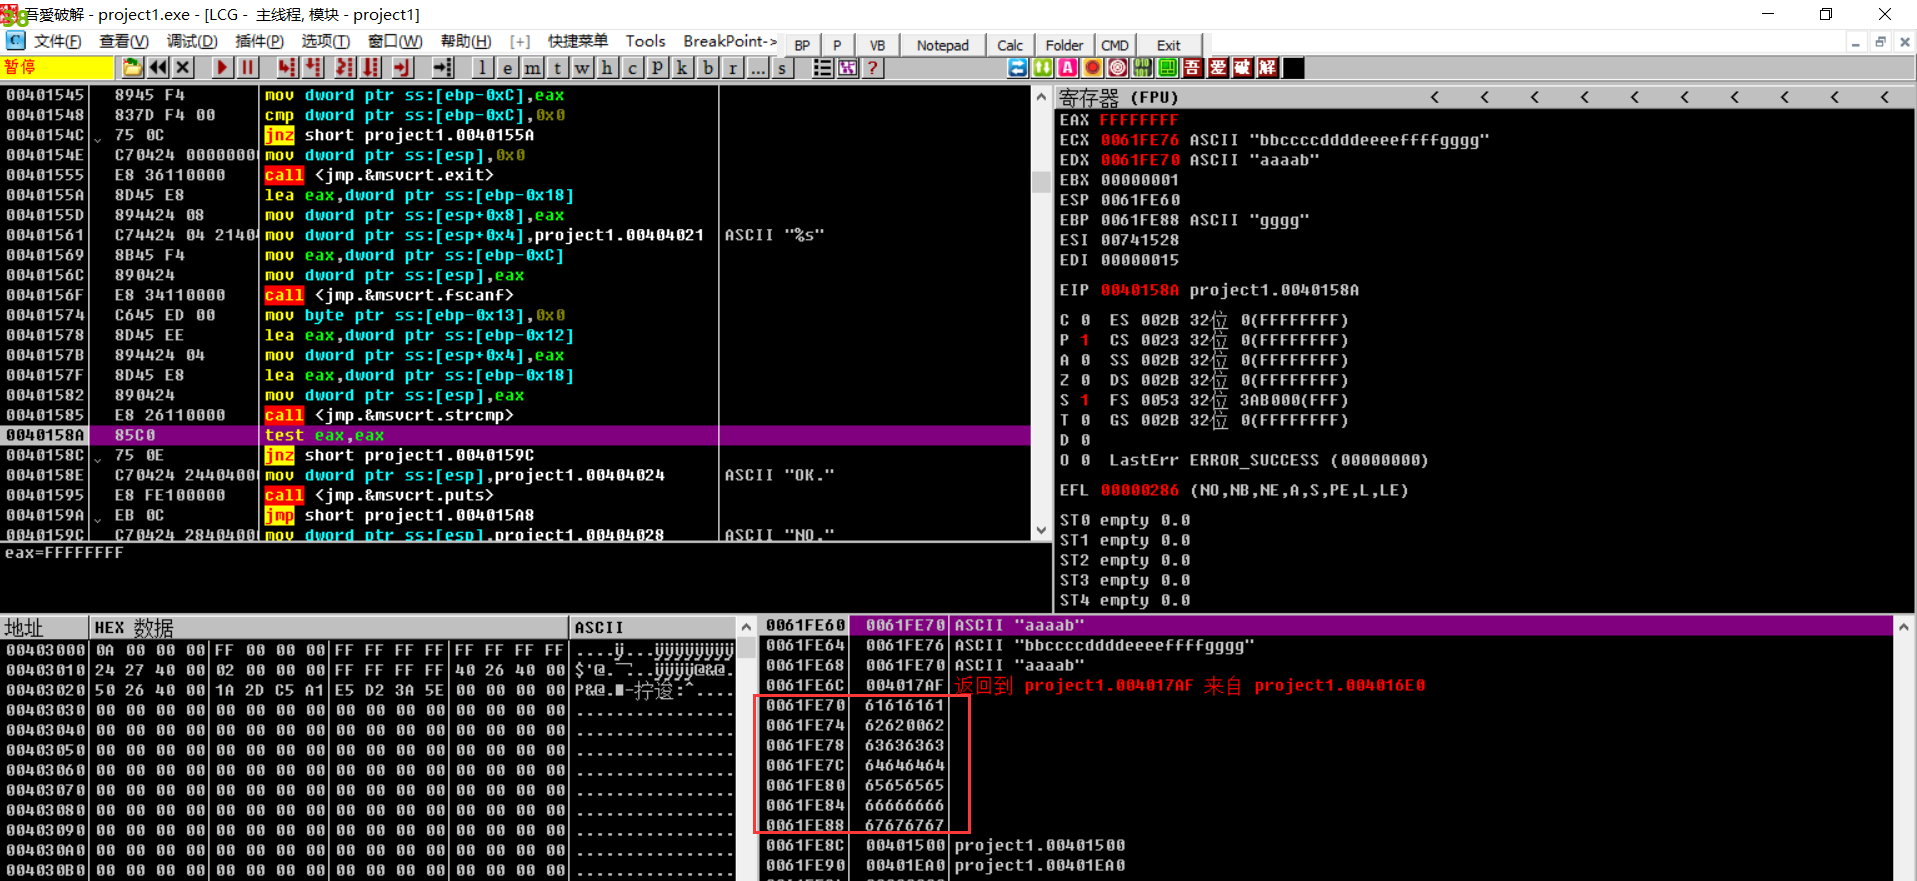 吾愛破解 - project1.exe - [LCG - 主线程, 模块 - project1]
文件(F) 查看(V) 调试(D) 插件(P) 选项(T) 窗口(W) 帮助(H) [+] 快捷菜单 Tools BreakPoint-> BP P VB Notepad Calc Folder CMD Exit
暂停 l e m t w h c P k b r ... s ? 吾 爱 破 解
00401545 8945 F4 mov dword ptr ss:[ebp-0xC],eax
00401548 837D F4 00 cmp dword ptr ss:[ebp-0xC],0x0
0040154C 75 0C jnz short project1.0040155A
0040154E C70424 0000000 mov dword ptr ss:[esp],0x0
00401555 E8 36110000 call <jmp.&msvcrt.exit>
0040155A 8D45 E8 lea eax,dword ptr ss:[ebp-0x18]
0040155D 894424 08 mov dword ptr ss:[esp+0x8],eax
00401561 C74424 04 2140 mov dword ptr ss:[esp+0x4],project1.00404021 ASCII "%s"
00401569 8B45 F4 mov eax,dword ptr ss:[ebp-0xC]
0040156C 890424 mov dword ptr ss:[esp],eax
0040156F E8 34110000 call <jmp.&msvcrt.fscanf>
00401574 C645 ED 00 mov byte ptr ss:[ebp-0x13],0x0
00401578 8D45 EE lea eax,dword ptr ss:[ebp-0x12]
0040157B 894424 04 mov dword ptr ss:[esp+0x4],eax
0040157F 8D45 E8 lea eax,dword ptr ss:[ebp-0x18]
00401582 890424 mov dword ptr ss:[esp],eax
00401585 E8 26110000 call <jmp.&msvcrt.strcmp>
0040158A 85C0 test eax,eax
0040158C 75 0E jnz short project1.0040159C
0040158E C70424 2440400 mov dword ptr ss:[esp],project1.00404024 ASCII "OK."
00401595 E8 FE100000 call <jmp.&msvcrt.puts>
0040159A EB 0C jmp short project1.004015A8
0040159C C70424 2840400 mov dword ptr ss:[esp],project1.00404028 ASCII "NO."
eax=FFFFFFFF
寄存器 (FPU) < < < < < < < < < <
EAX FFFFFFFF
ECX 0061FE76 ASCII "bbccccddddeeeeffffgggg"
EDX 0061FE70 ASCII "aaaab"
EBX 00000001
ESP 0061FE60
EBP 0061FE88 ASCII "gggg"
ESI 00741528
EDI 00000015
EIP 0040158A project1.0040158A
C 0 ES 002B 32位 0(FFFFFFFF)
P 1 CS 0023 32位 0(FFFFFFFF)
A 0 SS 002B 32位 0(FFFFFFFF)
Z 0 DS 002B 32位 0(FFFFFFFF)
S 1 FS 0053 32位 3AB000(FFF)
T 0 GS 002B 32位 0(FFFFFFFF)
D 0
O 0 LastErr ERROR_SUCCESS (00000000)
EFL 00000286 (NO,NB,NE,A,S,PE,L,LE)
ST0 empty 0.0
ST1 empty 0.0
ST2 empty 0.0
ST3 empty 0.0
ST4 empty 0.0
地址 HEX 数据 ASCII
00403000 0A 00 00 00 FF 00 00 00 FF FF FF FF FF FF FF FF ....ÿ...ÿÿÿÿÿÿÿÿ
00403010 24 27 40 00 02 00 00 00 FF FF FF FF 40 26 40 00
00403020 50 26 40 00 1A 2D C5 A1 E5 D2 3A 5E 00 00 00 00
00403030 00 00 00 00 00 00 00 00 00 00 00 00 00 00 00 00 ................
00403040 00 00 00 00 00 00 00 00 00 00 00 00 00 00 00 00 ................
00403050 00 00 00 00 00 00 00 00 00 00 00 00 00 00 00 00 ................
00403060 00 00 00 00 00 00 00 00 00 00 00 00 00 00 00 00 ................
00403070 00 00 00 00 00 00 00 00 00 00 00 00 00 00 00 00 ................
00403080 00 00 00 00 00 00 00 00 00 00 00 00 00 00 00 00 ................
00403090 00 00 00 00 00 00 00 00 00 00 00 00 00 00 00 00 ................
004030A0 00 00 00 00 00 00 00 00 00 00 00 00 00 00 00 00 ................
004030B0 00 00 00 00 00 00 00 00 00 00 00 00 00 00 00 00 ................
0061FE60 0061FE70 ASCII "aaaab"
0061FE64 0061FE76 ASCII "bbccccddddeeeeffffgggg"
0061FE68 0061FE70 ASCII "aaaab"
0061FE6C 004017AF 返回到 project1.004017AF 来自 project1.004016E0
0061FE70 61616161
0061FE74 62620062
0061FE78 63636363
0061FE7C 64646464
0061FE80 65656565
0061FE84 66666666
0061FE88 67676767
0061FE8C 00401500 project1.00401500
0061FE90 00401EA0 project1.00401EA0